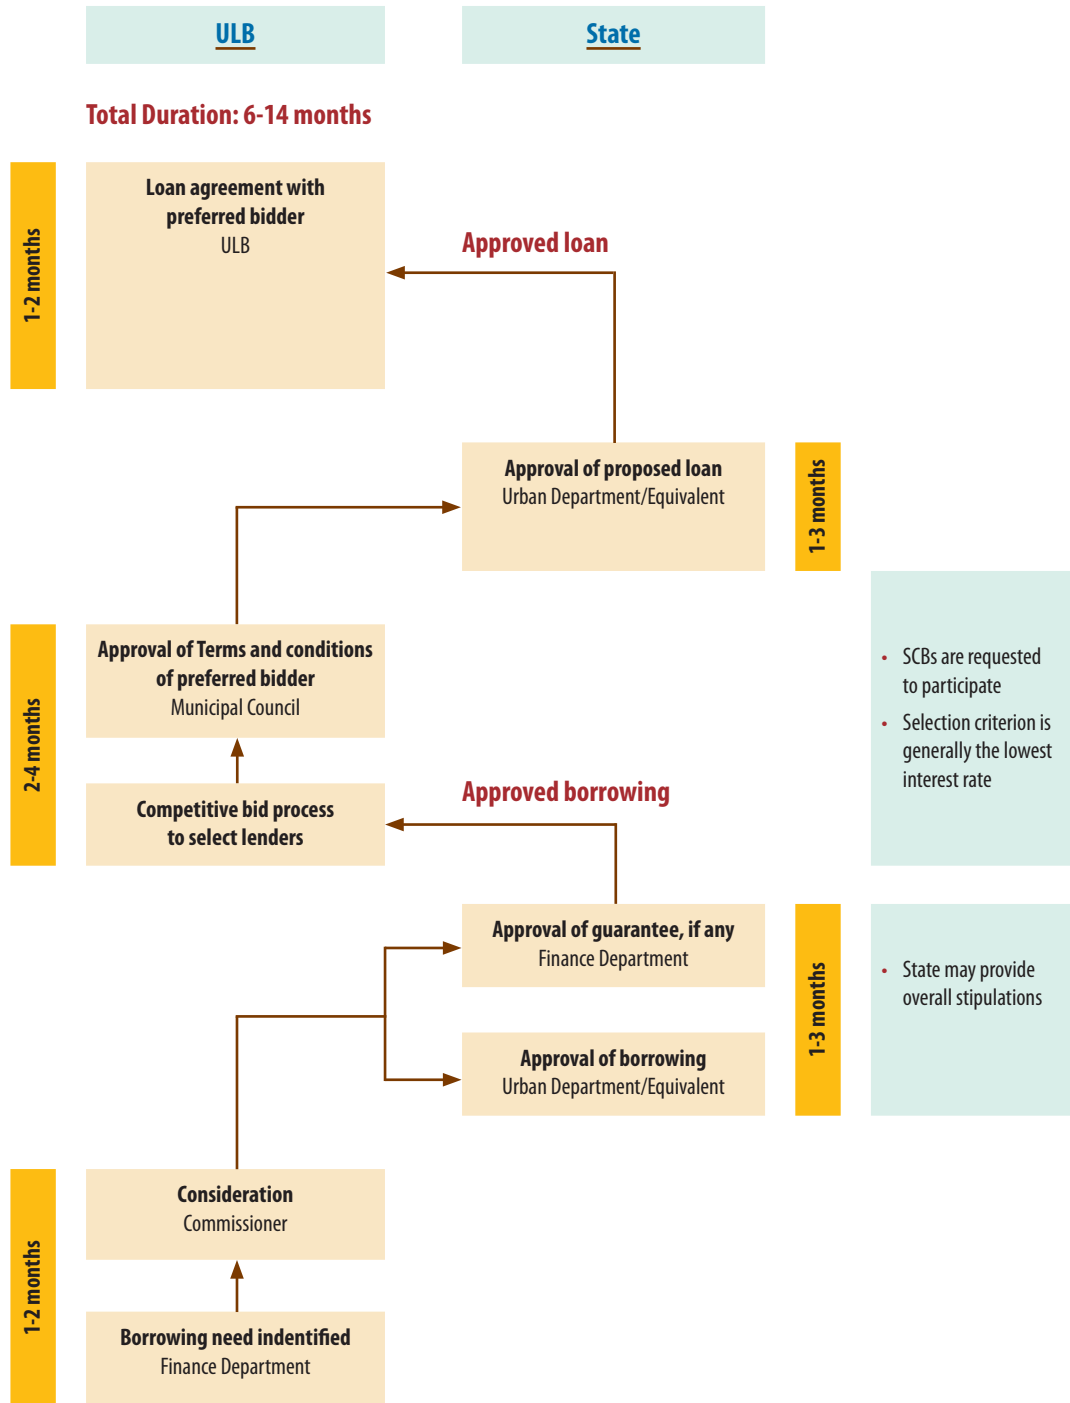 ULB
State
Total Duration: 6-14 months
1-2 months
Loan agreement with
preferred bidder
ULB
Approved loan
Approval of proposed loan
Urban Department/Equivalent
1-3 months
2-4 months
Approval of Terms and conditions
of preferred bidder
Municipal Council
• SCBs are requested
to participate
• Selection criterion is
generally the lowest
interest rate
Competitive bid process
to select lenders
Approved borrowing
Approval of guarantee, if any
Finance Department
1-3 months
• State may provide
overall stipulations
Approval of borrowing
Urban Department/Equivalent
1-2 months
Consideration
Commissioner
Borrowing need indentified
Finance Department